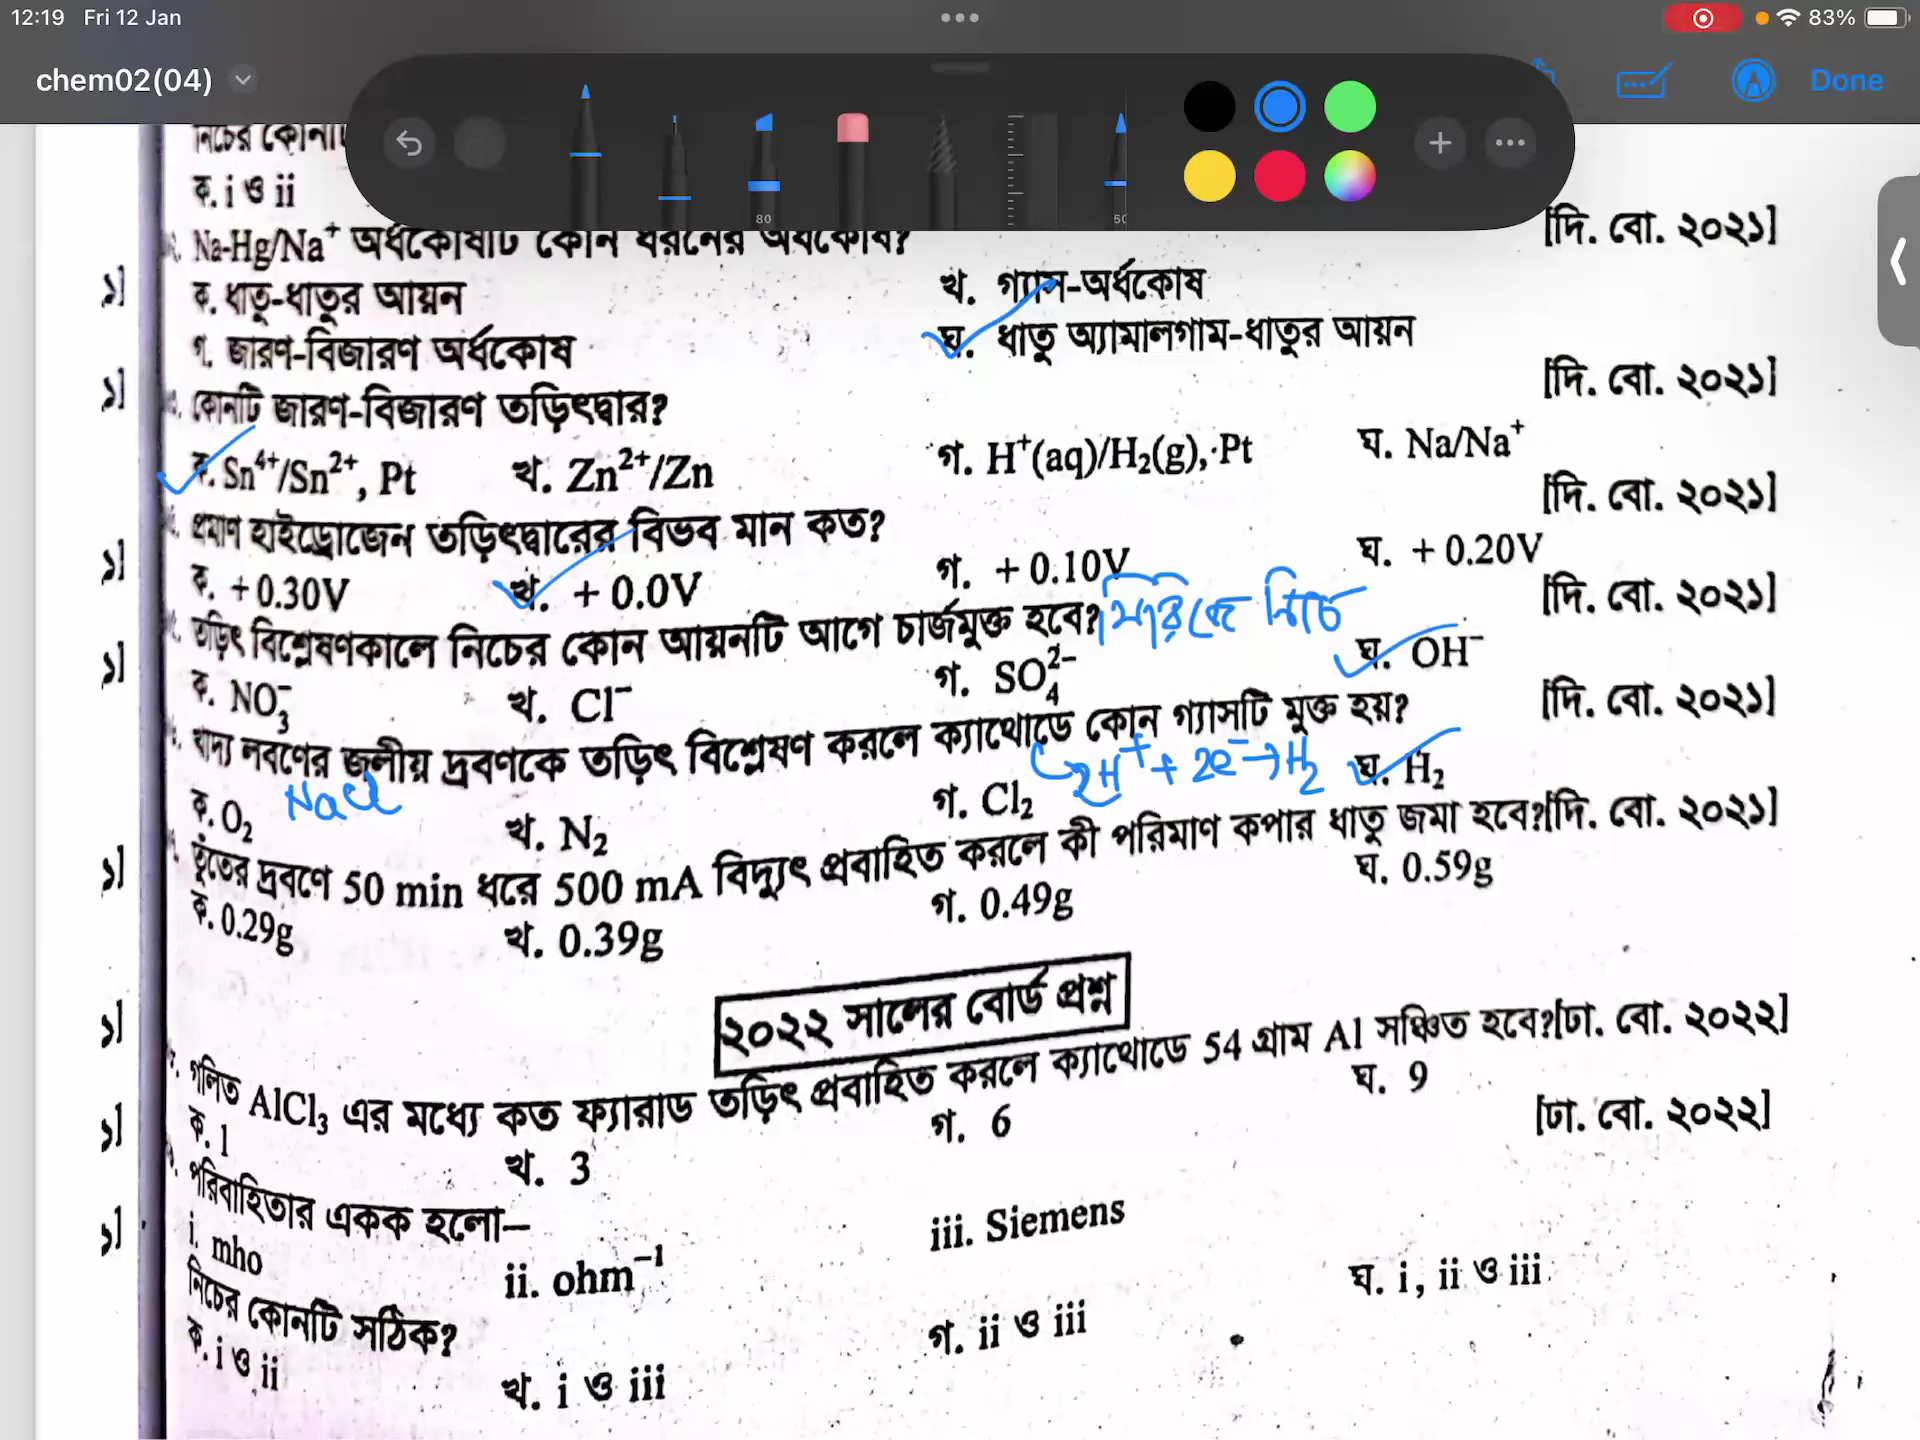 12:19 Fri 12 Jan
83%
chem02(04)
Done
80
50
ক. i ও ii
Na-Hg/Na⁺ অর্ধকোষটি কোন ধরনের অর্ধকোষ? [দি. বো. ২০২১]
ক. ধাতু-ধাতুর আয়ন খ. গ্যাস-অর্ধকোষ
গ. জারণ-বিজারণ অর্ধকোষ ঘ. ধাতু অ্যামালগাম-ধাতুর আয়ন
কোনটি জারণ-বিজারণ তড়িৎদ্বার? [দি. বো. ২০২১]
ক. Sn⁴⁺/Sn²⁺, Pt খ. Zn²⁺/Zn গ. H⁺(aq)/H₂(g), Pt ঘ. Na/Na⁺
প্রমাণ হাইড্রোজেন তড়িৎদ্বারের বিভব মান কত? [দি. বো. ২০২১]
ক. +0.30V খ. +0.0V গ. +0.10V ঘ. +0.20V
তড়িৎ বিশ্লেষণকালে নিচের কোন আয়নটি আগে চার্জমুক্ত হবে? নিচে [দি. বো. ২০২১]
ক. NO₃⁻ খ. Cl⁻ গ. SO₄²⁻ ঘ. OH⁻
খাদ্য লবণের জলীয় দ্রবণকে তড়িৎ বিশ্লেষণ করলে ক্যাথোডে কোন গ্যাসটি মুক্ত হয়? [দি. বো. ২০২১]
NaCl 2H⁺ + 2e⁻ → H₂
ক. O₂ খ. N₂ গ. Cl₂ ঘ. H₂
তুঁতের দ্রবণে 50 min ধরে 500 mA বিদ্যুৎ প্রবাহিত করলে কী পরিমাণ কপার ধাতু জমা হবে? [দি. বো. ২০২১]
ক. 0.29g খ. 0.39g গ. 0.49g ঘ. 0.59g
২০২২ সালের বোর্ড প্রশ্ন
গলিত AlCl₃ এর মধ্যে কত ফ্যারাড তড়িৎ প্রবাহিত করলে ক্যাথোডে 54 গ্রাম Al সঞ্চিত হবে? [ঢা. বো. ২০২২]
ক. 1 খ. 3 গ. 6 ঘ. 9
পরিবাহিতার একক হলো– [ঢা. বো. ২০২২]
i. mho ii. ohm⁻¹ iii. Siemens
নিচের কোনটি সঠিক?
ক. i ও ii খ. i ও iii গ. ii ও iii ঘ. i, ii ও iii